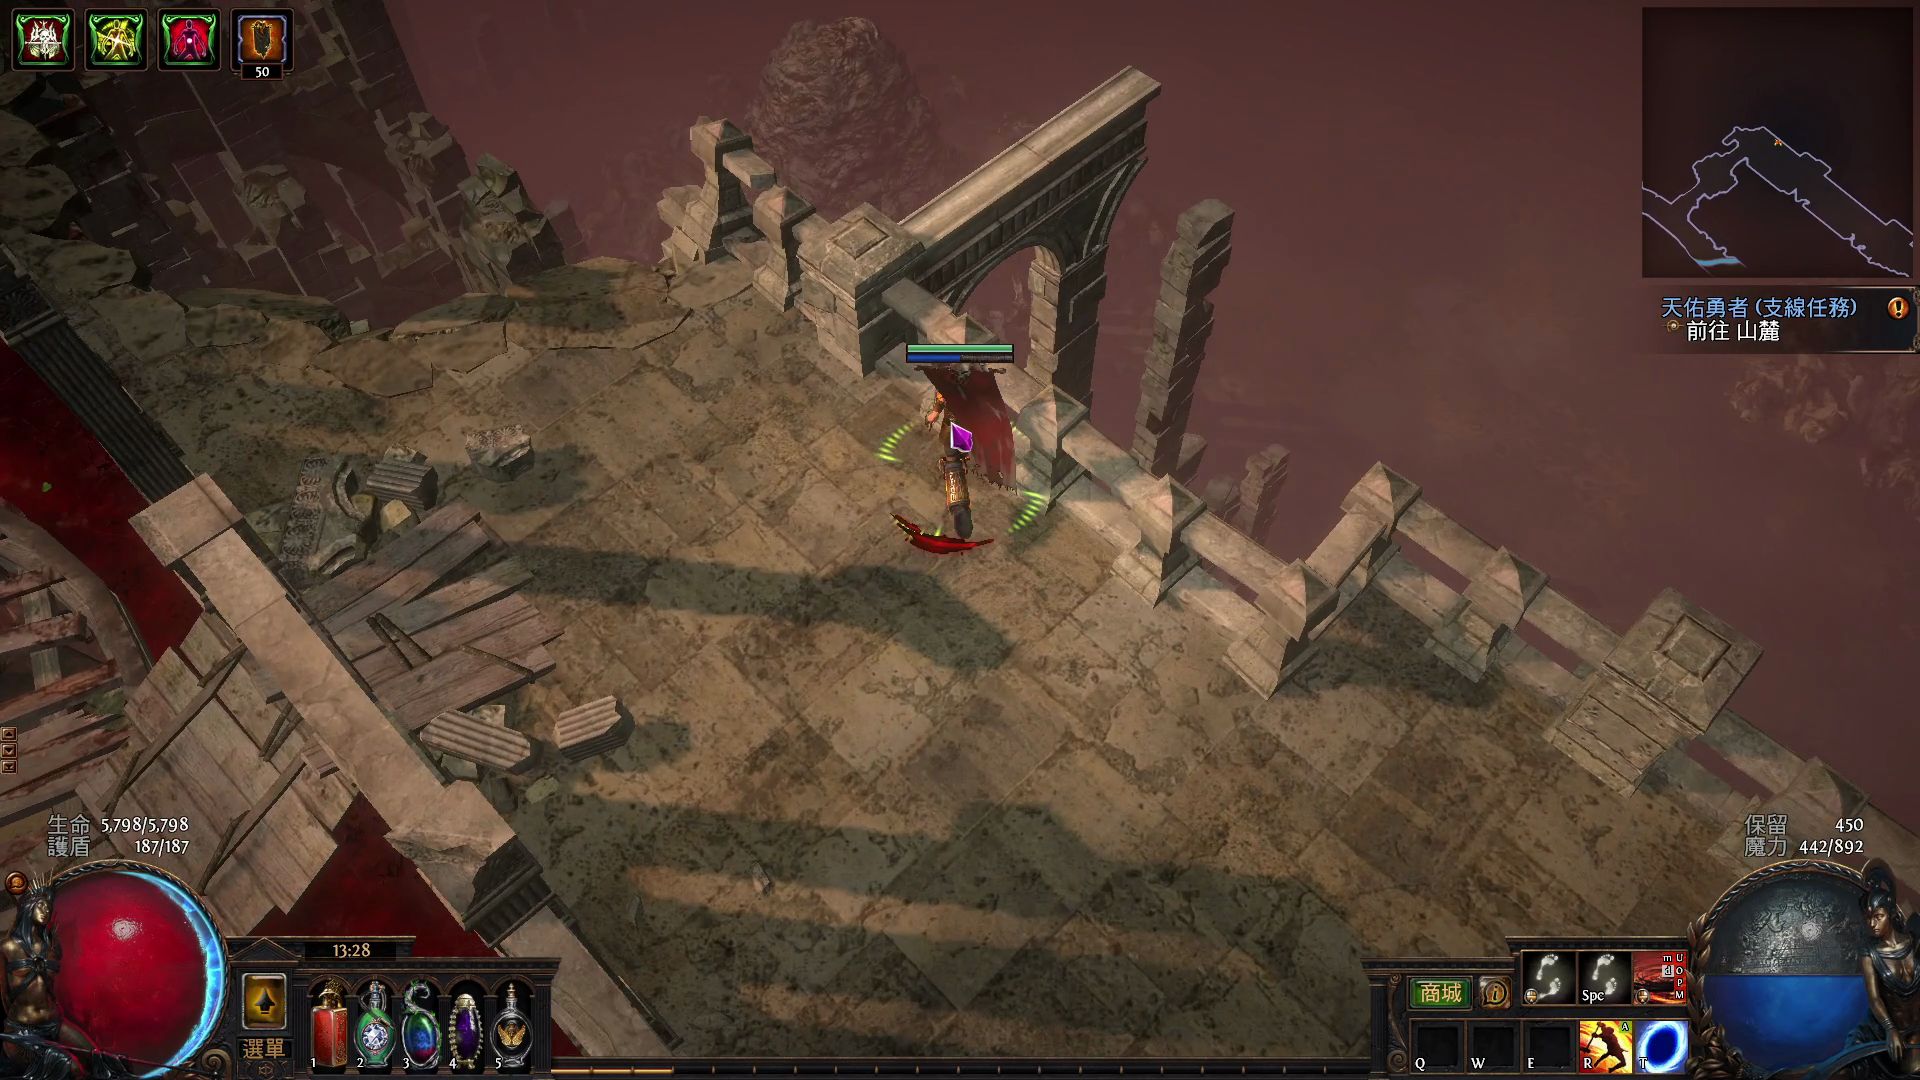 50
天佑勇者 (支線任務)
前往 山麓
生命 5,798/5,798
護盾 187/187
保留 450
魔力 442/892
13:28
選單
1 2 3 4 5
商城
Spc
m U
d O
P
M
Q W E R A T